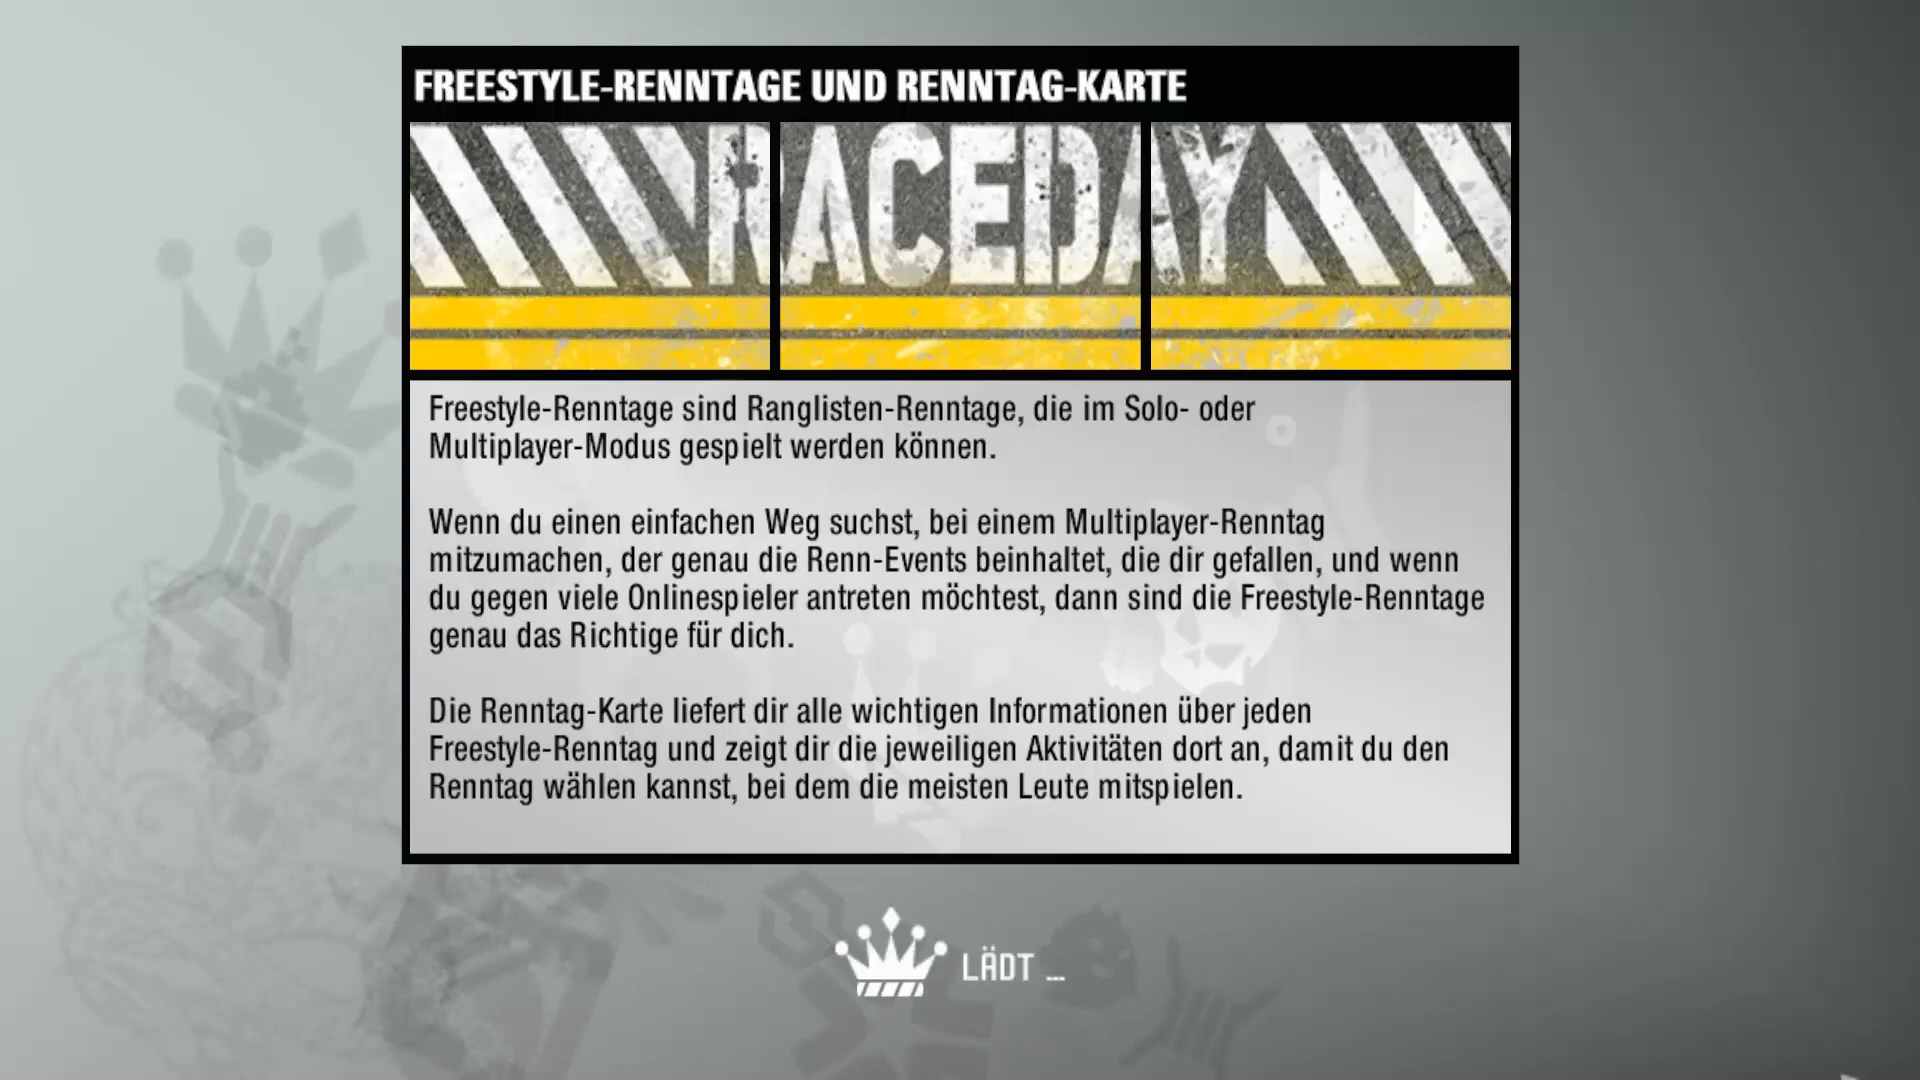 FREESTYLE-RENNTAGE UND RENNTAG-KARTE
RACEDAY
Freestyle-Renntage sind Ranglisten-Renntage, die im Solo- oder
Multiplayer-Modus gespielt werden können.
Wenn du einen einfachen Weg suchst, bei einem Multiplayer-Renntag
mitzumachen, der genau die Renn-Events beinhaltet, die dir gefallen, und wenn
du gegen viele Onlinespieler antreten möchtest, dann sind die Freestyle-Renntage
genau das Richtige für dich.
Die Renntag-Karte liefert dir alle wichtigen Informationen über jeden
Freestyle-Renntag und zeigt dir die jeweiligen Aktivitäten dort an, damit du den
Renntag wählen kannst, bei dem die meisten Leute mitspielen.
LÄDT ...